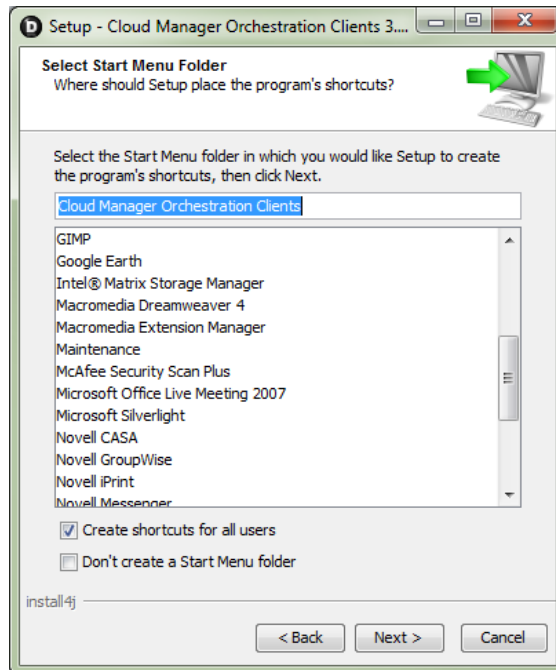 Setup - Cloud Manager Orchestration Clients 3....
Select Start Menu Folder
Where should Setup place the program's shortcuts?
Select the Start Menu folder in which you would like Setup to create
the program's shortcuts, then click Next.
Cloud Manager Orchestration Clients
GIMP
Google Earth
Intel® Matrix Storage Manager
Macromedia Dreamweaver 4
Macromedia Extension Manager
Maintenance
McAfee Security Scan Plus
Microsoft Office Live Meeting 2007
Microsoft Silverlight
Novell CASA
Novell GroupWise
Novell iPrint
Novell Messenger
Create shortcuts for all users
Don't create a Start Menu folder
install4j
< Back
Next >
Cancel